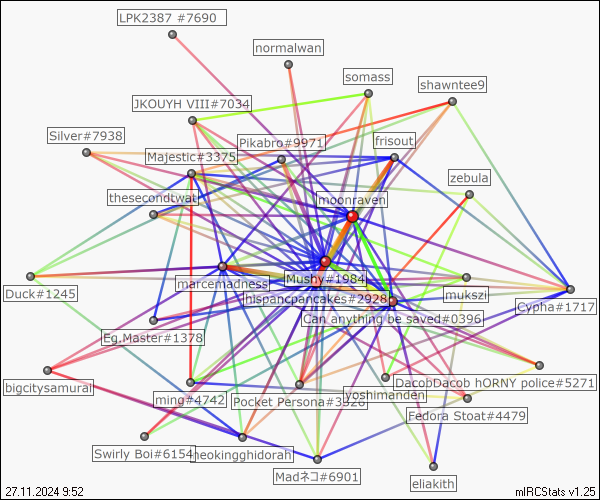 LPK2387 #7690
normalwan
somass
shawntee9
JKOUYH VIII#7034
Silver#7938
Pikabro#9971
frisout
Majestic#3375
zebula
thesecondtwat
moonraven
marcemadness
Mushy#1984
mukszi
Duck#1245
hispancpancakes#2928
Cypha#1717
Can anything be saved#0396
Eg.Master#1378
bigcitysamurai
DacobDacob hORNY police#5271
ming#4742
Pocket Persona#3328
yoshimanden
Fedora Stoat#4479
Swirly Boi#6154
neokingghidorah
Madネコ#6901
eliakith
27.11.2024 9:52
mIRCStats v1.25